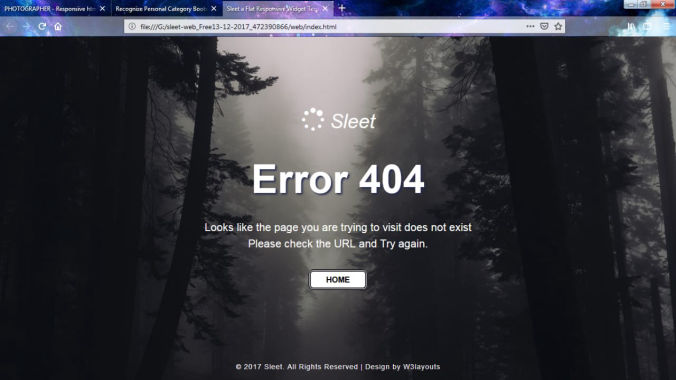 PHOTOGRAPHER - Responsive htm
Recognize Personal Category Boots
Sleet a Flat Responsive Widget Tem
file:///G:/sleet-web_Free13-12-2017_472390866/web/index.html
Sleet
Error 404
Looks like the page you are trying to visit does not exist
Please check the URL and Try again.
HOME
© 2017 Sleet. All Rights Reserved | Design by W3layouts